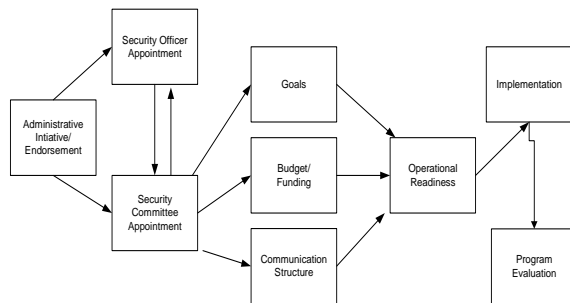 Security Officer
Appointment
Administrative
Intiative/
Endorsement
Security
Committee
Appointment
Goals
Budget/
Funding
Communication
Structure
Operational
Readiness
Implementation
Program
Evaluation